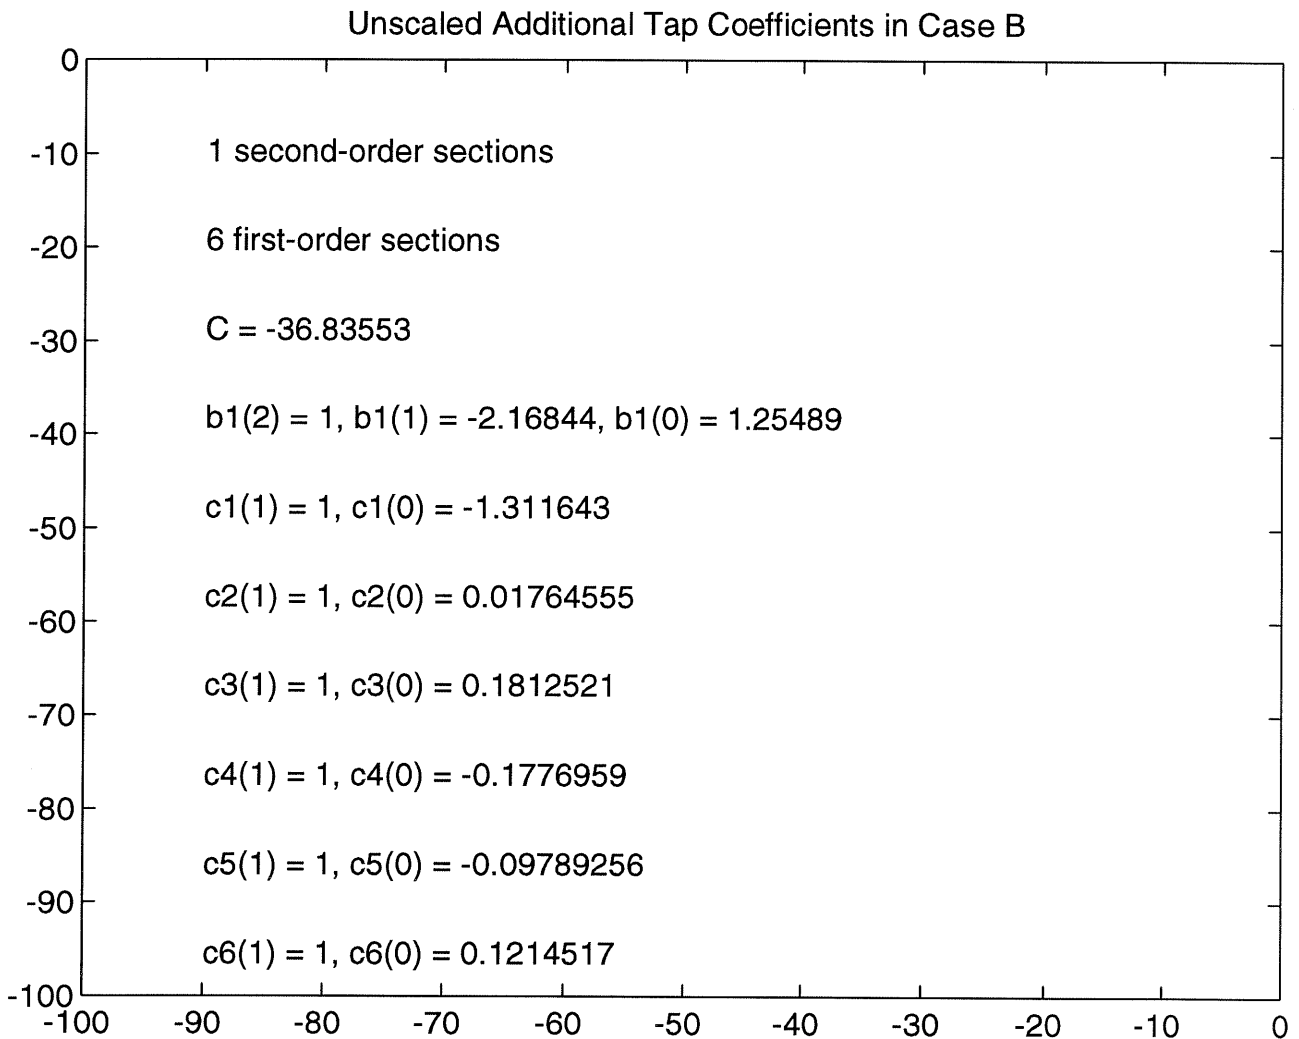 Unscaled Additional Tap Coefficients in Case B
0
-10
1 second-order sections
-20
6 first-order sections
-30
C = -36.83553
-40
b1(2) = 1, b1(1) = -2.16844, b1(0) = 1.25489
-50
c1(1) = 1, c1(0) = -1.311643
-60
c2(1) = 1, c2(0) = 0.01764555
-70
c3(1) = 1, c3(0) = 0.1812521
-80
c4(1) = 1, c4(0) = -0.1776959
-90
c5(1) = 1, c5(0) = -0.09789256
c6(1) = 1, c6(0) = 0.1214517
-100
-100 -90 -80 -70 -60 -50 -40 -30 -20 -10 0